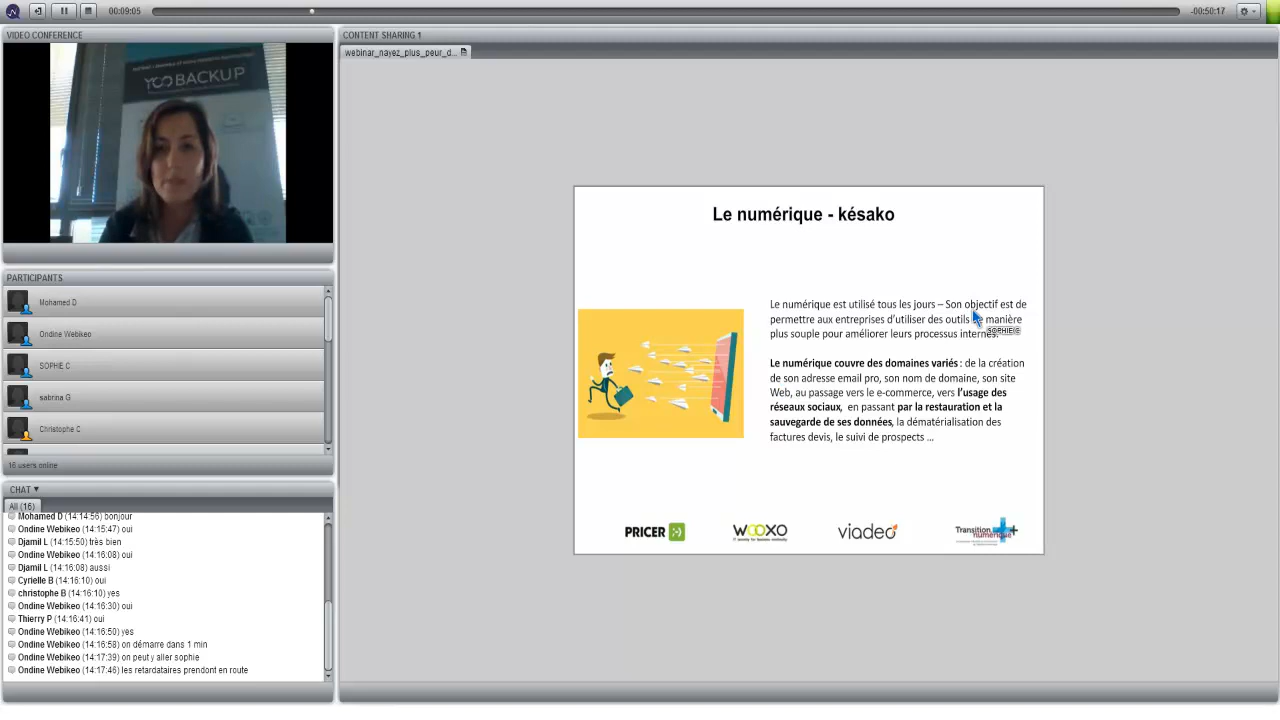 00:09:05
-00:50:17
VIDEO CONFERENCE
YOOBACKUP
PARTICIPANTS
Mohamed D
Ondine Webikeo
SOPHIE C
sabrina G
Christophe C
16 users online
CHAT
All (16)
Mohamed D (14:14:56) bonjour
Ondine Webikeo (14:15:47) oui
Djamil L (14:15:50) très bien
Ondine Webikeo (14:16:08) oui
Djamil L (14:16:08) aussi
Cyrielle B (14:16:10) oui
christophe B (14:16:10) yes
Ondine Webikeo (14:16:30) oui
Thierry P (14:16:41) oui
Ondine Webikeo (14:16:50) yes
Ondine Webikeo (14:16:58) on démarre dans 1 min
Ondine Webikeo (14:17:39) on peut y aller sophie
Ondine Webikeo (14:17:46) les retardataires prendont en route
CONTENT SHARING 1
webinar_nayez_plus_peur_d...
Le numérique - késako
Le numérique est utilisé tous les jours – Son objectif est de
permettre aux entreprises d'utiliser des outils de manière
plus souple pour améliorer leurs processus internes.
SOPHIE C
Le numérique couvre des domaines variés : de la création
de son adresse email pro, son nom de domaine, son site
Web, au passage vers le e-commerce, vers l'usage des
réseaux sociaux, en passant par la restauration et la
sauvegarde de ses données, la dématérialisation des
factures devis, le suivi de prospects ...
PRICER
WOOXO
viadeo
Transition
numérique